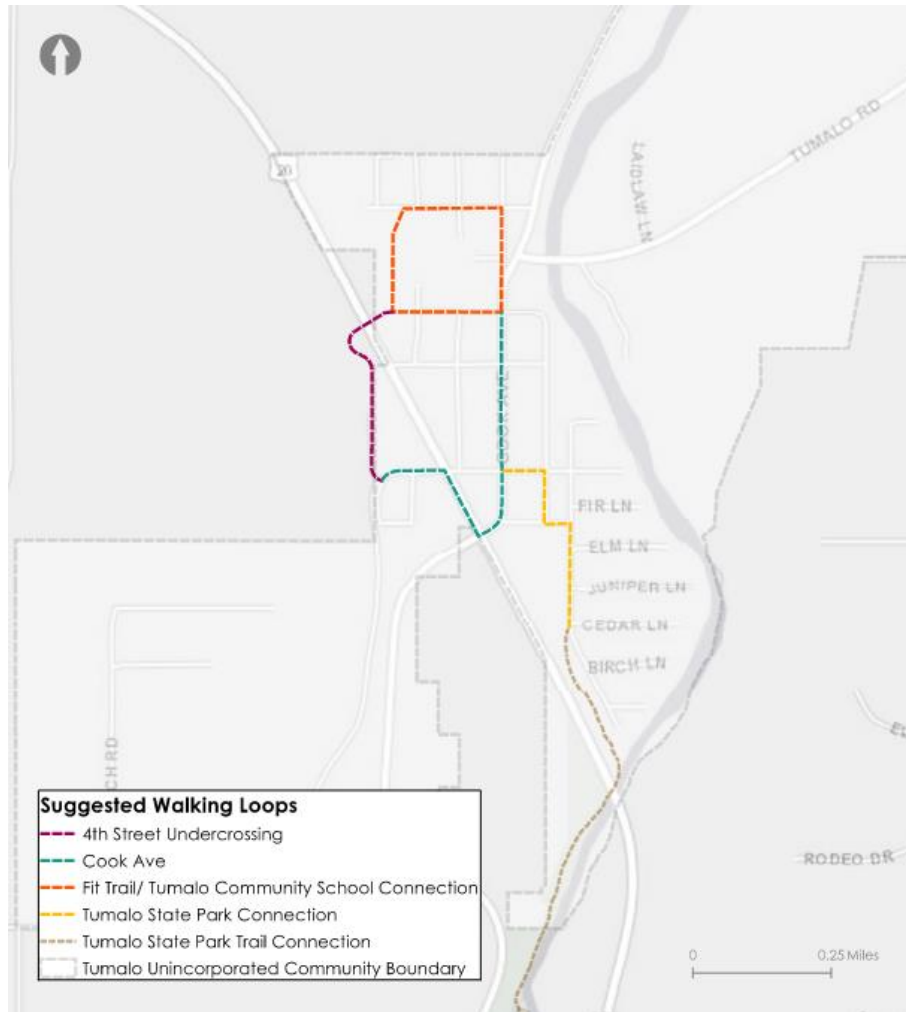 20
TUMALO RD
LAIDLAW LN
COOK AVE
FIR LN
ELM LN
JUNIPER LN
CEDAR LN
BIRCH LN
CH RD
RODEO DR
Suggested Walking Loops
4th Street Undercrossing
Cook Ave
Fit Trail/ Tumalo Community School Connection
Tumalo State Park Connection
Tumalo State Park Trail Connection
Tumalo Unincorporated Community Boundary
0 0.25 Miles